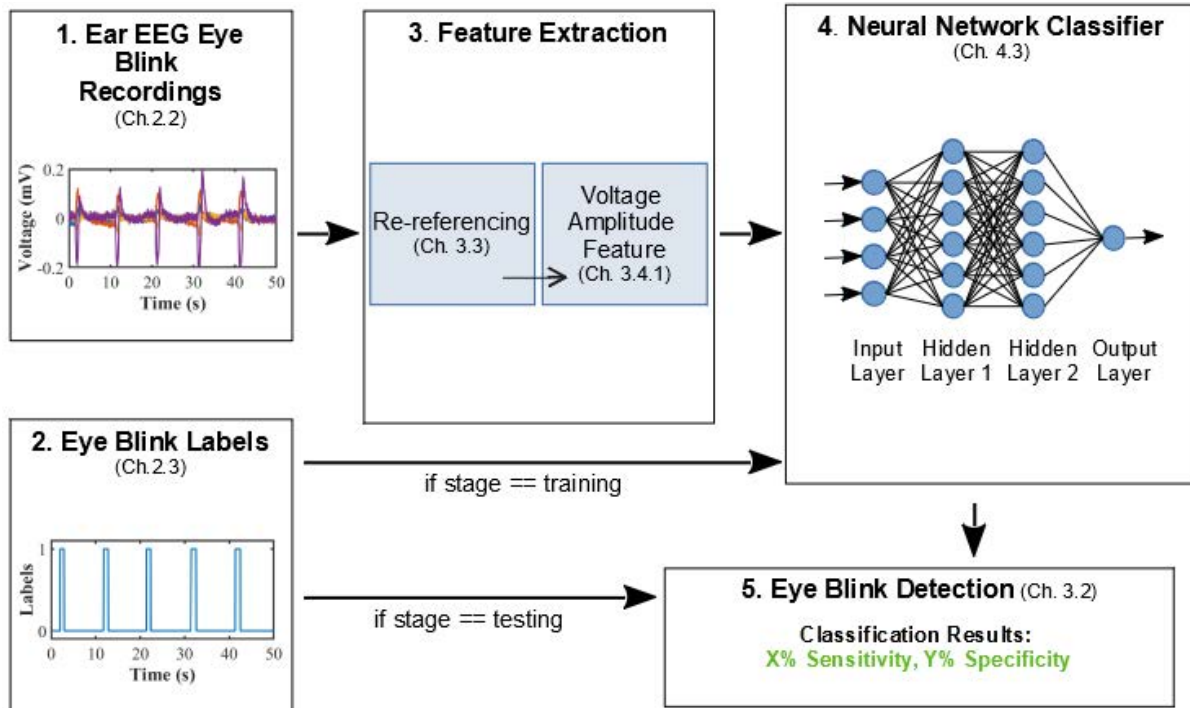 1. Ear EEG Eye
Blink
Recordings
(Ch.2.2)
Voltage (mV)
0.2
0
-0.2
0 10 20 30 40 50
Time (s)
3. Feature Extraction
Re-referencing
(Ch. 3.3)
Voltage
Amplitude
Feature
(Ch. 3.4.1)
4. Neural Network Classifier
(Ch. 4.3)
Input
Layer
Hidden
Layer 1
Hidden
Layer 2
Output
Layer
2. Eye Blink Labels
(Ch.2.3)
Labels
1
0
0 10 20 30 40 50
Time (s)
if stage == training
if stage == testing
5. Eye Blink Detection (Ch. 3.2)
Classification Results:
X% Sensitivity, Y% Specificity